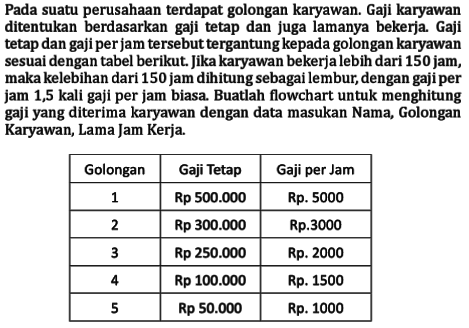 Pada suatu perusahaan terdapat golongan karyawan. Gaji karyawan
ditentukan berdasarkan gaji tetap dan juga lamanya bekerja. Gaji
tetap dan gaji per jam tersebut tergantung kepada golongan karyawan
sesuai dengan tabel berikut. Jika karyawan bekerja lebih dari 150 jam,
maka kelebihan dari 150 jam dihitung sebagai lembur, dengan gaji per
jam 1,5 kali gaji per jam biasa. Buatlah flowchart untuk menghitung
gaji yang diterima karyawan dengan data masukan Nama, Golongan
Karyawan, Lama Jam Kerja.
Golongan Gaji Tetap Gaji per Jam
1 Rp 500.000 Rp. 5000
2 Rp 300.000 Rp.3000
3 Rp 250.000 Rp. 2000
4 Rp 100.000 Rp. 1500
5 Rp 50.000 Rp. 1000